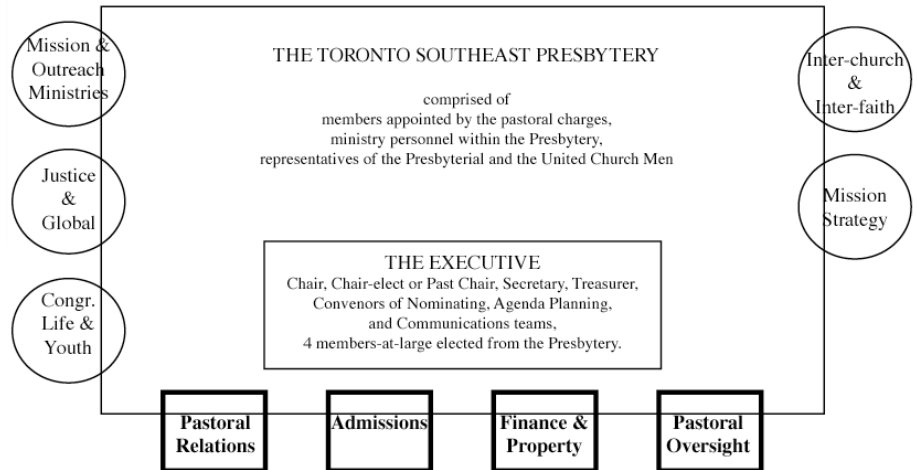 Mission &
Outreach
Ministries
Justice
&
Global
Congr.
Life &
Youth
THE TORONTO SOUTHEAST PRESBYTERY
comprised of
members appointed by the pastoral charges,
ministry personnel within the Presbytery,
representatives of the Presbyterial and the United Church Men
THE EXECUTIVE
Chair, Chair-elect or Past Chair, Secretary, Treasurer,
Convenors of Nominating, Agenda Planning,
and Communications teams,
4 members-at-large elected from the Presbytery.
Inter-church
&
Inter-faith
Mission
Strategy
Pastoral
Relations
Admissions
Finance &
Property
Pastoral
Oversight